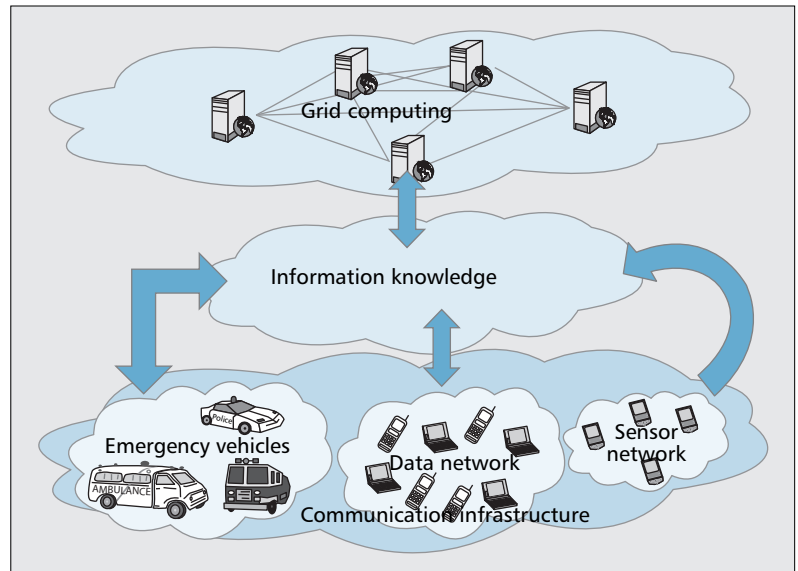 Grid computing
Information knowledge
Police
Emergency vehicles
AMBULANCE
Data network
Sensor
network
Communication infrastructure